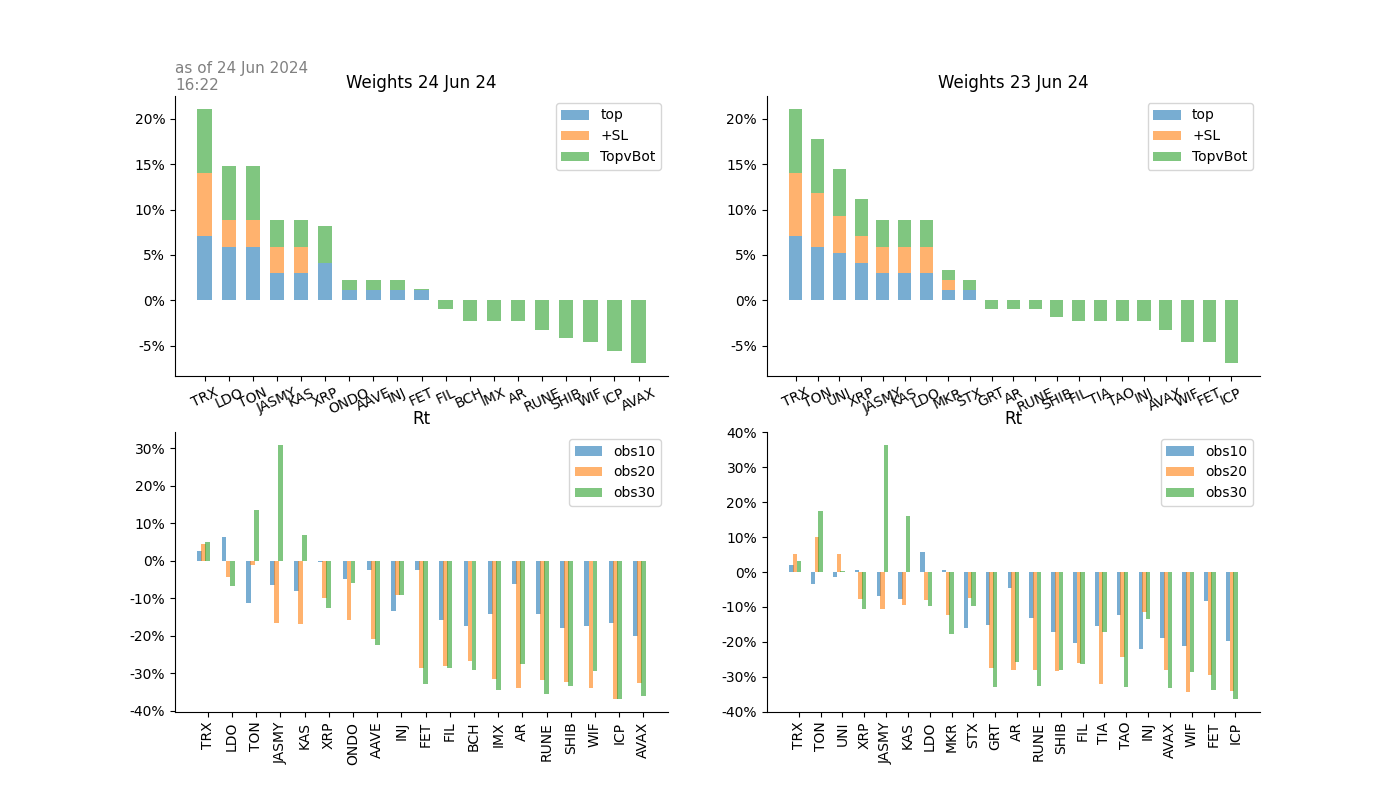 as of 24 Jun 2024
16:22
Weights 24 Jun 24
20%
15%
10%
5%
0%
-5%
top
+SL
TopvBot
TRX LDO TON JASMY KAS XRP ONDO AAVE INJ FET FIL BCH IMX AR RUNE SHIB WIF ICP AVAX
Weights 23 Jun 24
20%
15%
10%
5%
0%
-5%
top
+SL
TopvBot
TRX TON UNI XRP JASMY KAS LDO MKR STX GRT AR RUNE SHIB FIL TIA TAO INJ AVAX WIF FET ICP
Rt
30%
20%
10%
0%
-10%
-20%
-30%
-40%
obs10
obs20
obs30
TRX LDO TON JASMY KAS XRP ONDO AAVE INJ FET FIL BCH IMX AR RUNE SHIB WIF ICP AVAX
Rt
40%
30%
20%
10%
0%
-10%
-20%
-30%
-40%
obs10
obs20
obs30
TRX TON UNI XRP JASMY KAS LDO MKR STX GRT AR RUNE SHIB FIL TIA TAO INJ AVAX WIF FET ICP